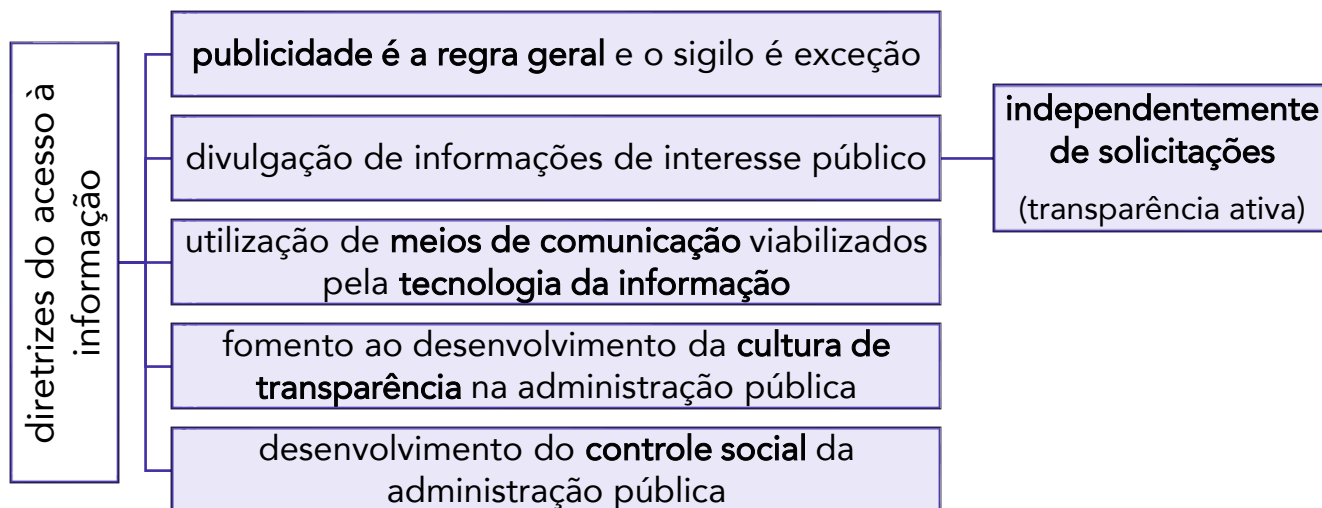 diretrizes do acesso à
informação
publicidade é a regra geral e o sigilo é exceção
divulgação de informações de interesse público
independentemente
de solicitações
(transparência ativa)
utilização de meios de comunicação viabilizados
pela tecnologia da informação
fomento ao desenvolvimento da cultura de
transparência na administração pública
desenvolvimento do controle social da
administração pública